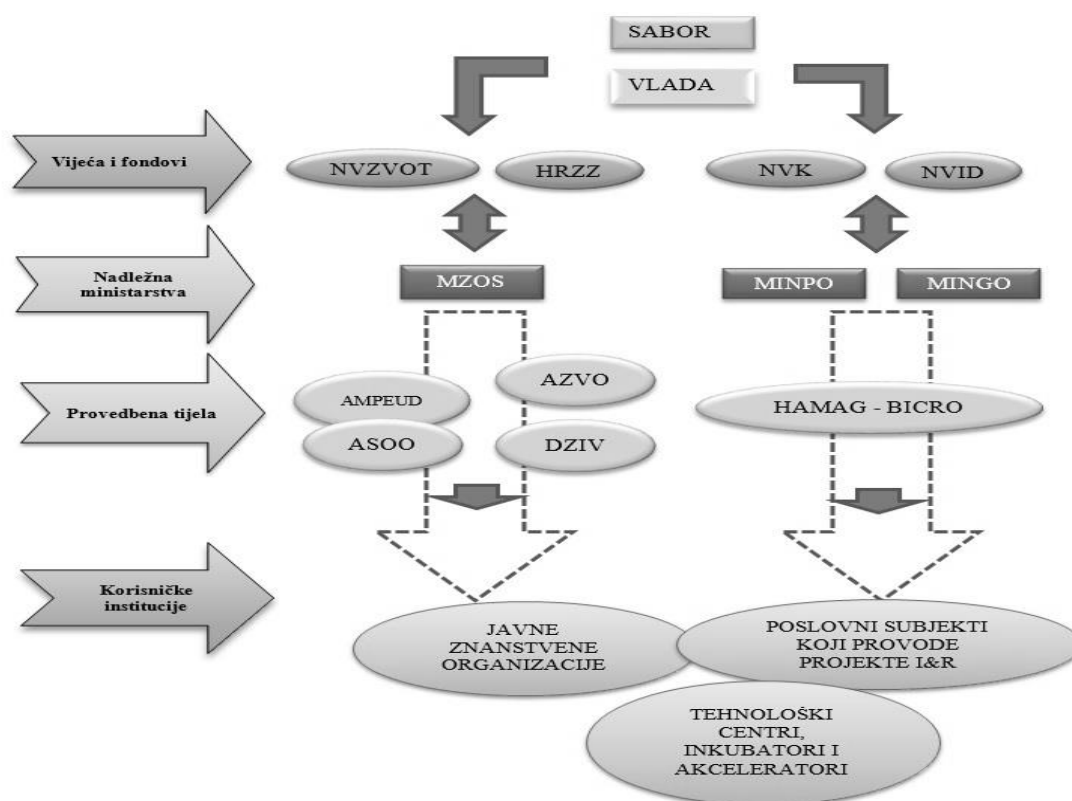 SABOR
VLADA
Vijeća i fondovi
NVZVOT
HRZZ
NVK
NVID
Nadležna
ministarstva
MZOS
MINPO
MINGO
Provedbena tijela
AMPEUD
AZVO
ASOO
DZIV
HAMAG - BICRO
Korisničke
institucije
JAVNE
ZNANSTVENE
ORGANIZACIJE
POSLOVNI SUBJEKTI
KOJI PROVODE
PROJEKTE I&R
TEHNOLOŠKI
CENTRI,
INKUBATORI I
AKCELERATORI